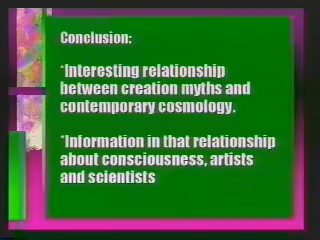 Conclusion:
*Interesting relationship
between creation myths and
contemporary cosmology.
*Information in that relationship
about consciousness, artists
and scientists